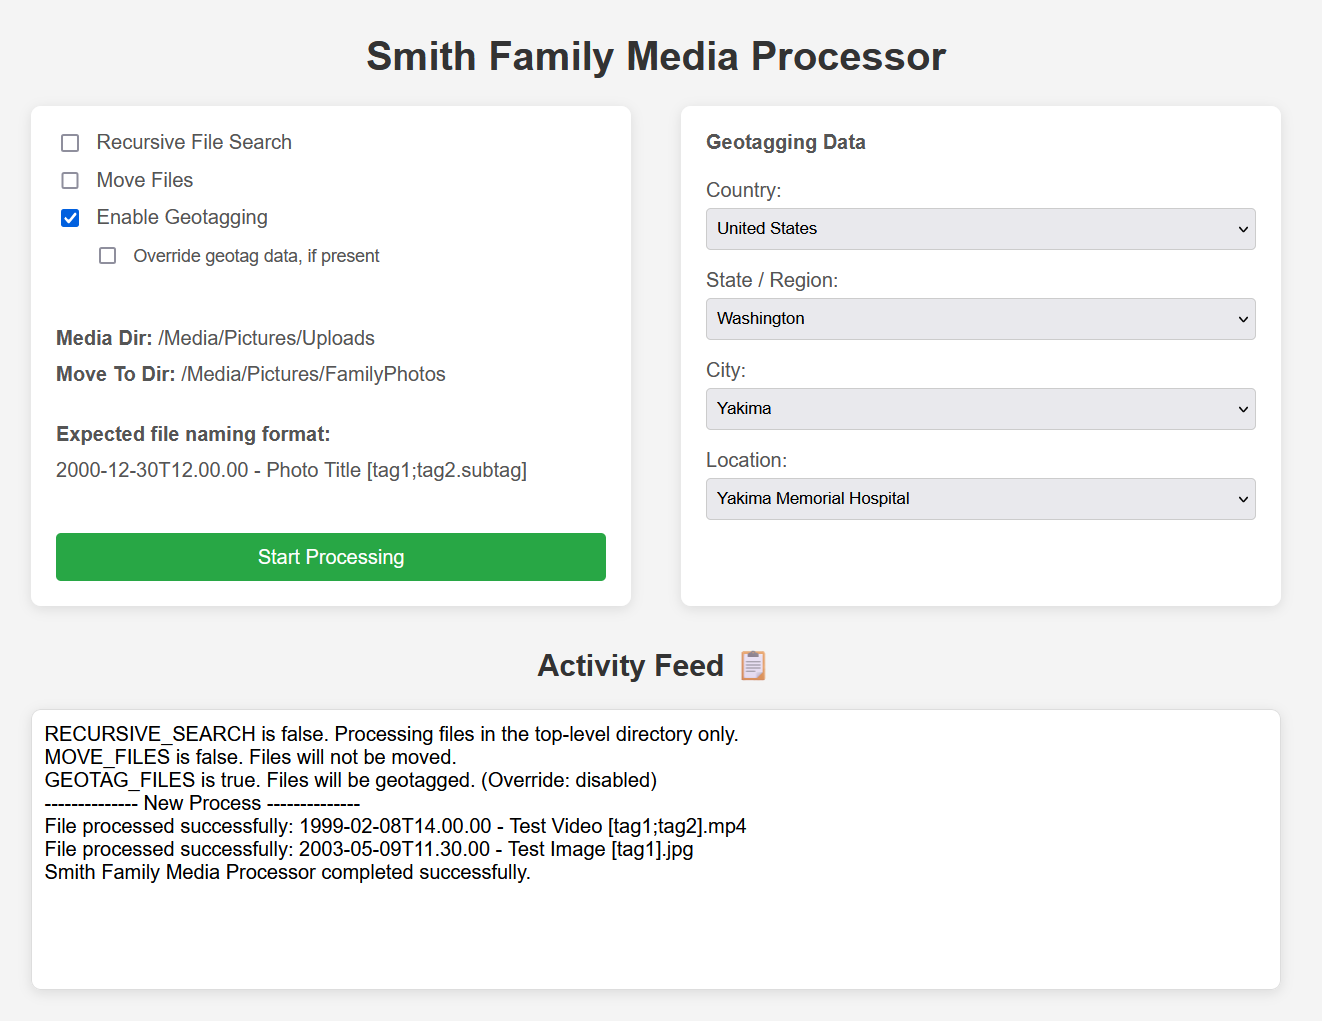 Smith Family Media Processor
Recursive File Search
Move Files
Enable Geotagging
Override geotag data, if present
Media Dir: /Media/Pictures/Uploads
Move To Dir: /Media/Pictures/FamilyPhotos
Expected file naming format:
2000-12-30T12.00.00 - Photo Title [tag1;tag2.subtag]
Start Processing
Geotagging Data
Country:
United States
State / Region:
Washington
City:
Yakima
Location:
Yakima Memorial Hospital
Activity Feed
RECURSIVE_SEARCH is false. Processing files in the top-level directory only.
MOVE_FILES is false. Files will not be moved.
GEOTAG_FILES is true. Files will be geotagged. (Override: disabled)
-------------- New Process --------------
File processed successfully: 1999-02-08T14.00.00 - Test Video [tag1;tag2].mp4
File processed successfully: 2003-05-09T11.30.00 - Test Image [tag1].jpg
Smith Family Media Processor completed successfully.